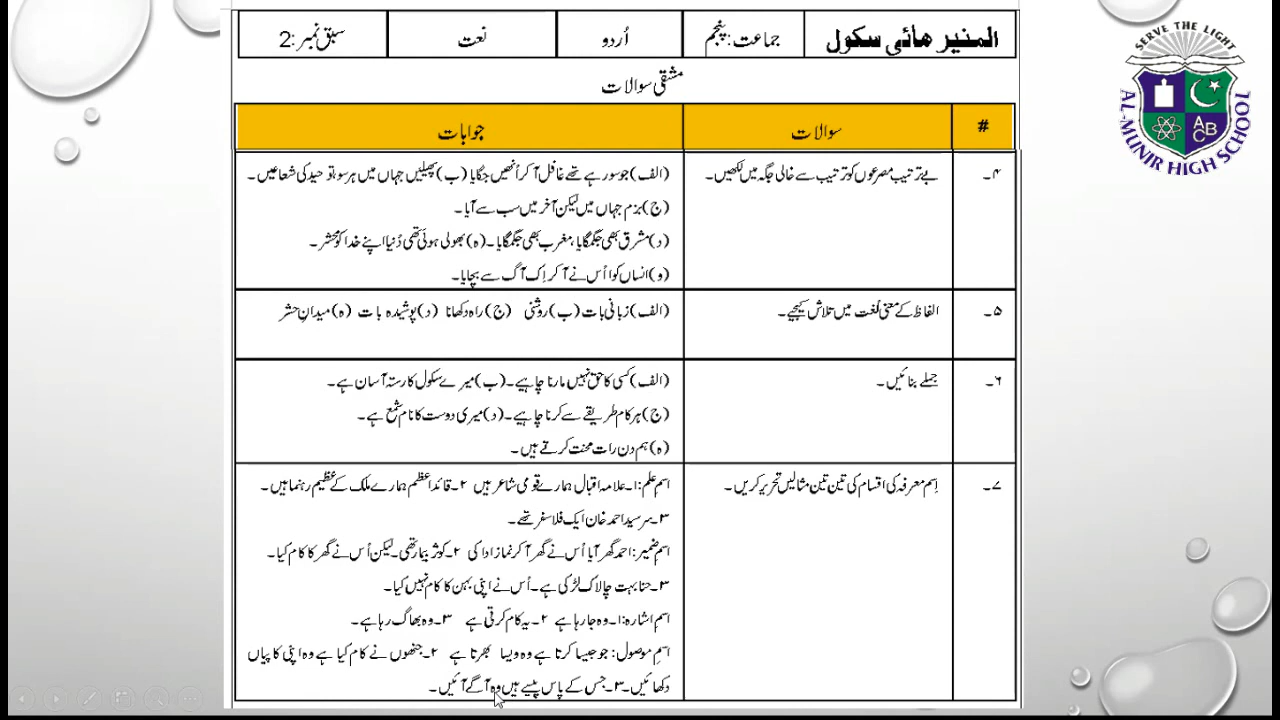 المنیر ہائی سکول جماعت: پنجم اُردو نعت سبق نمبر: 2
SERVE THE LIGHT
AL-MUNIR HIGH SCHOOL
ABC
مشقی سوالات
# سوالات جوابات
۴۔ بے ترتیب مصرعوں کو ترتیب سے خالی جگہ میں لکھیں۔ (الف) جو سو رہے تھے غافل آ کر اُنھیں جگایا (ب) پھیلیں جہاں میں ہر سو توحید کی شعاعیں۔
(ج) بزم جہاں میں لیکن آخر میں سب سے آیا۔
(د) مشرق بھی جگمگایا، مغرب بھی جگمگایا۔ (ہ) بھولی ہوئی تھی دُنیا اپنے خدا کو محشر۔
(و) انساں کو اُس نے آ کر اِک آگ سے بچایا۔
۵۔ الفاظ کے معنی لُغت میں تلاش کیجیے۔ (الف) زبانی بات (ب) روشنی (ج) راہ دکھانا (د) پوشیدہ بات (ہ) میدانِ حشر
۶۔ جملے بنائیں۔ (الف) کسی کا حق نہیں مارنا چاہیے۔ (ب) میرے سکول کا رستہ آسان ہے۔
(ج) ہر کام طریقے سے کرنا چاہیے۔ (د) میری دوست کا نام شمع ہے۔
(ہ) ہم دن رات محنت کرتے ہیں۔
۷۔ اِسم معرفہ کی اقسام کی تین تین مثالیں تحریر کریں۔ اسم علم: ۱۔ علامہ اقبال ہمارے قومی شاعر ہیں ۲۔ قائد اعظم ہمارے ملک کے عظیم رہنما ہیں۔
۳۔ سر سید احمد خان ایک فلاسفر تھے۔
اسم ضمیر: احمد گھر آیا اُس نے گھر آ کر نماز ادا کی ۲۔ کوثر بیمار تھی۔ لیکن اُس نے گھر کا کام کیا۔
۳۔ حنا بہت چالاک لڑکی ہے۔ اُس نے اپنی بہن کا کام نہیں کیا۔
اسمِ اشارہ: ۱۔ وہ جا رہا ہے ۲۔ یہ کام کرتی ہے ۳۔ وہ بھاگ رہا ہے۔
اسمِ موصول: جو جیسا کرتا ہے وہ ویسا بھرتا ہے ۲۔ جنھوں نے کام کیا ہے وہ اپنی کاپیاں
دکھائیں۔ ۳۔ جس کے پاس پیسے ہیں وہ آگے آئیں۔